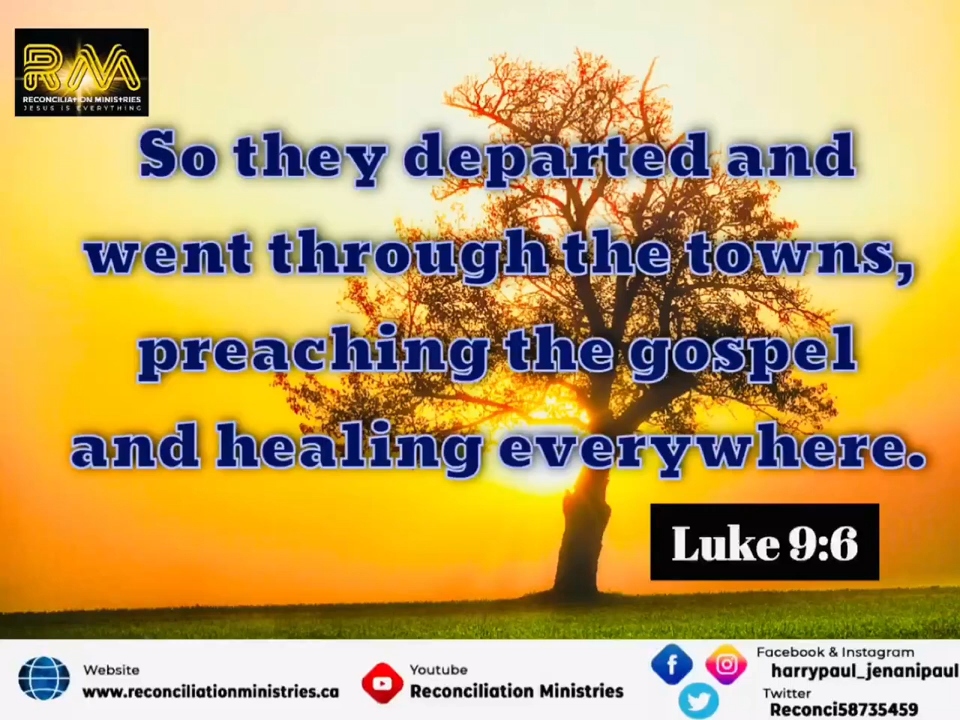 RM
RECONCILIATION MINISTRIES
JESUS IS EVERYTHING
So they departed and
went through the towns,
preaching the gospel
and healing everywhere.
Luke 9:6
Website
www.reconciliationministries.ca
Youtube
Reconciliation Ministries
Facebook & Instagram
harrypaul_jenanipaul
Twitter
Reconci58735459